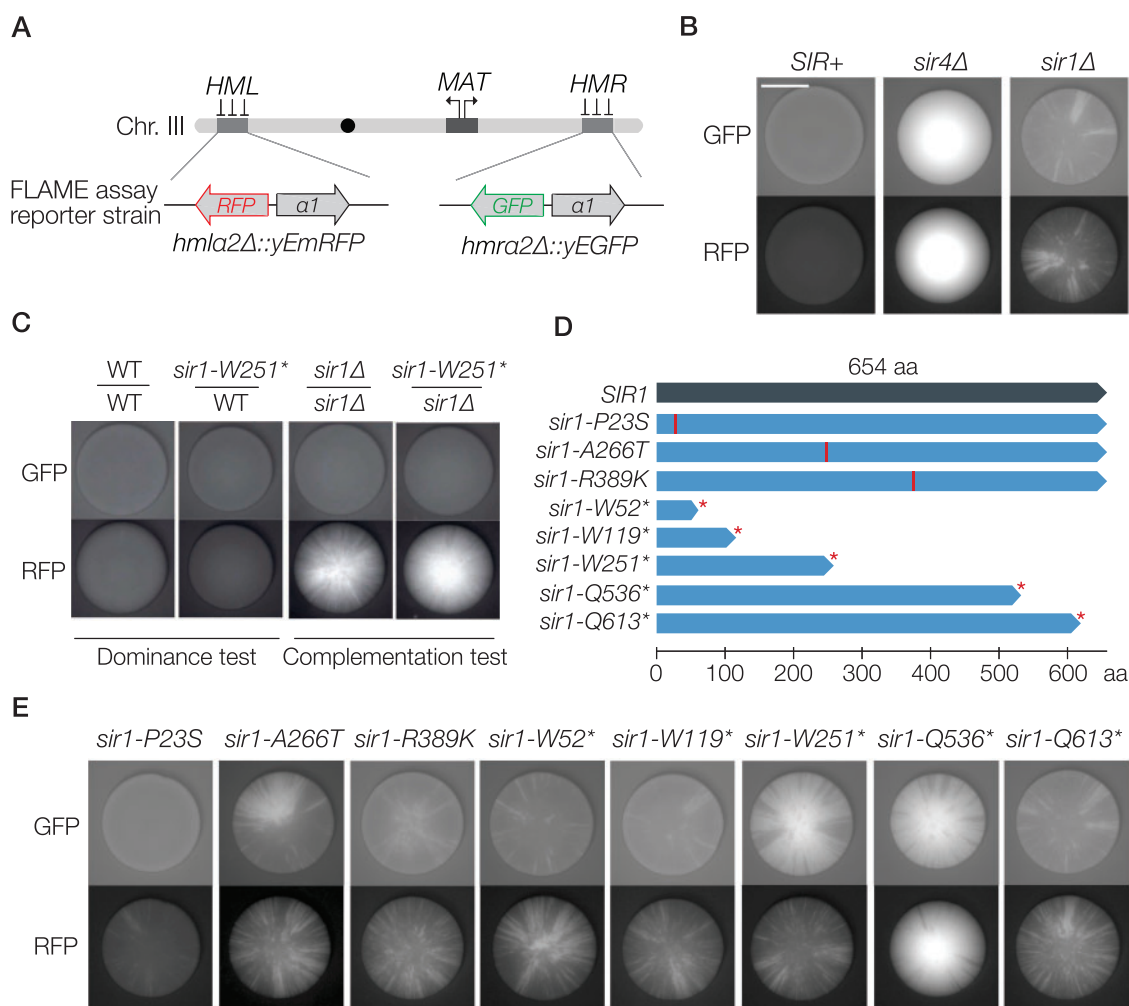 A
HML
MAT
HMR
Chr. III
FLAME assay
reporter strain
RFP
α1
GFP
α1
hmlα2Δ::yEmRFP
hmrα2Δ::yEGFP
B
SIR+
sir4Δ
sir1Δ
GFP
RFP
C
WT
sir1-W251*
sir1Δ
sir1-W251*
WT
WT
sir1Δ
sir1Δ
GFP
RFP
Dominance test
Complementation test
D
654 aa
SIR1
sir1-P23S
sir1-A266T
sir1-R389K
sir1-W52*
*
sir1-W119*
*
sir1-W251*
*
sir1-Q536*
*
sir1-Q613*
*
0 100 200 300 400 500 600 aa
E
sir1-P23S sir1-A266T sir1-R389K sir1-W52* sir1-W119* sir1-W251* sir1-Q536* sir1-Q613*
GFP
RFP